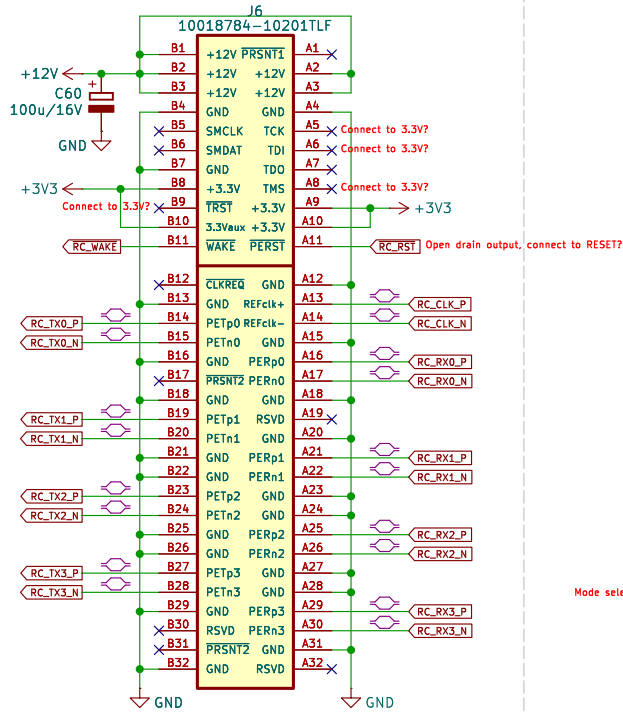 J6
10018784-10201TLF
B1 +12V PRSNT1 A1
+12V B2 +12V +12V A2
B3 +12V +12V A3
C60
100u/16V
+
GND
B4 GND GND A4
B5 SMCLK TCK A5 Connect to 3.3V?
B6 SMDAT TDI A6 Connect to 3.3V?
B7 GND TDO A7
+3V3 B8 +3.3V TMS A8 Connect to 3.3V?
Connect to 3.3V? B9 TRST +3.3V A9 +3V3
B10 3.3Vaux +3.3V A10
RC_WAKE B11 WAKE PERST A11 RC_RST Open drain output, connect to RESET?
B12 CLKREQ GND A12
B13 GND REFclk+ A13 RC_CLK_P
RC_TX0_P B14 PETp0 REFclk- A14 RC_CLK_N
RC_TX0_N B15 PETn0 GND A15
B16 GND PERp0 A16 RC_RX0_P
B17 PRSNT2 PERn0 A17 RC_RX0_N
B18 GND GND A18
RC_TX1_P B19 PETp1 RSVD A19
RC_TX1_N B20 PETn1 GND A20
B21 GND PERp1 A21 RC_RX1_P
B22 GND PERn1 A22 RC_RX1_N
RC_TX2_P B23 PETp2 GND A23
RC_TX2_N B24 PETn2 GND A24
B25 GND PERp2 A25 RC_RX2_P
B26 GND PERn2 A26 RC_RX2_N
RC_TX3_P B27 PETp3 GND A27
RC_TX3_N B28 PETn3 GND A28
Mode sele
B29 GND PERp3 A29 RC_RX3_P
B30 RSVD PERn3 A30 RC_RX3_N
B31 PRSNT2 GND A31
B32 GND RSVD A32
GND GND